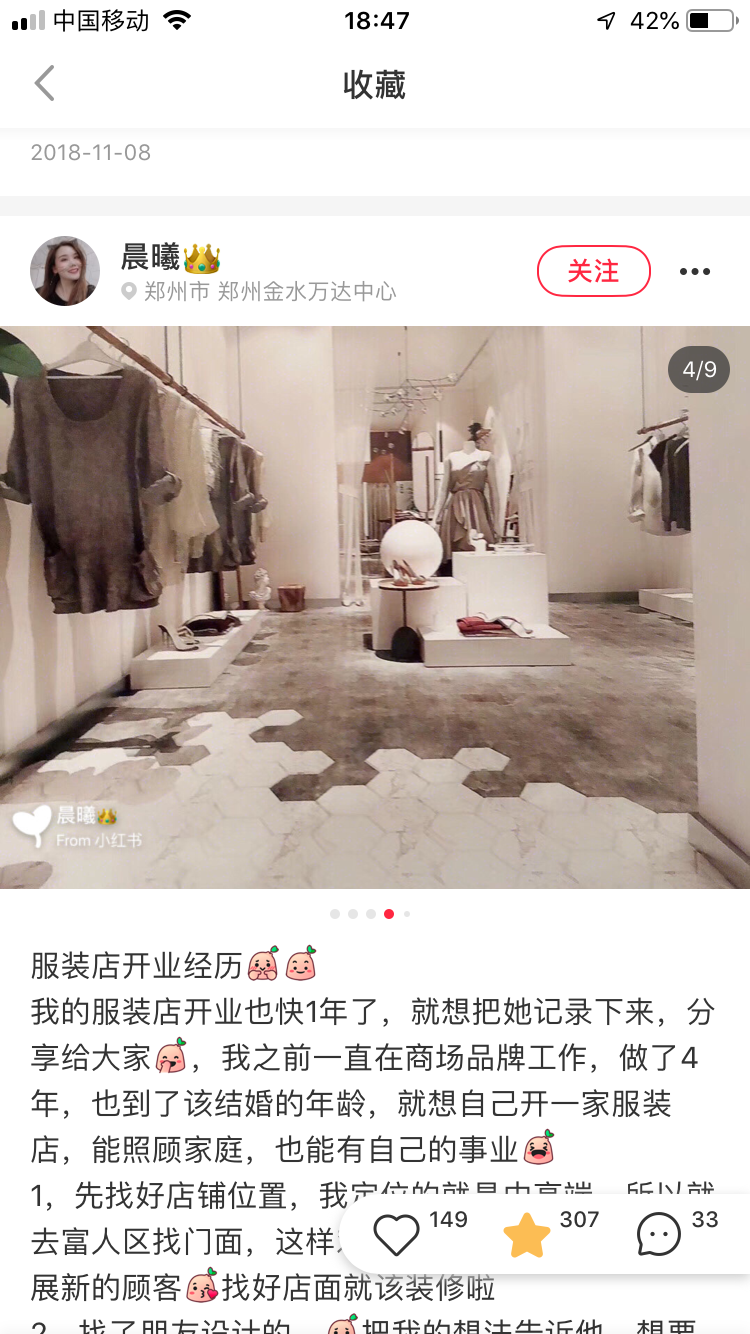 中国移动
18:47
42%
收藏
2018-11-08
晨曦👑
郑州市 郑州金水万达中心
关注
4/9
晨曦👑
From 小红书
服装店开业经历
我的服装店开业也快1年了，就想把她记录下来，分
享给大家，我之前一直在商场品牌工作，做了4
年，也到了该结婚的年龄，就想自己开一家服装
店，能照顾家庭，也能有自己的事业
1，先找好店铺位置，我定位的就是中高端，所以就
去富人区找门面，这样
149
307
33
展新的顾客找好店面就该装修啦
2，找了朋友设计的，把我的想法告诉他，想要